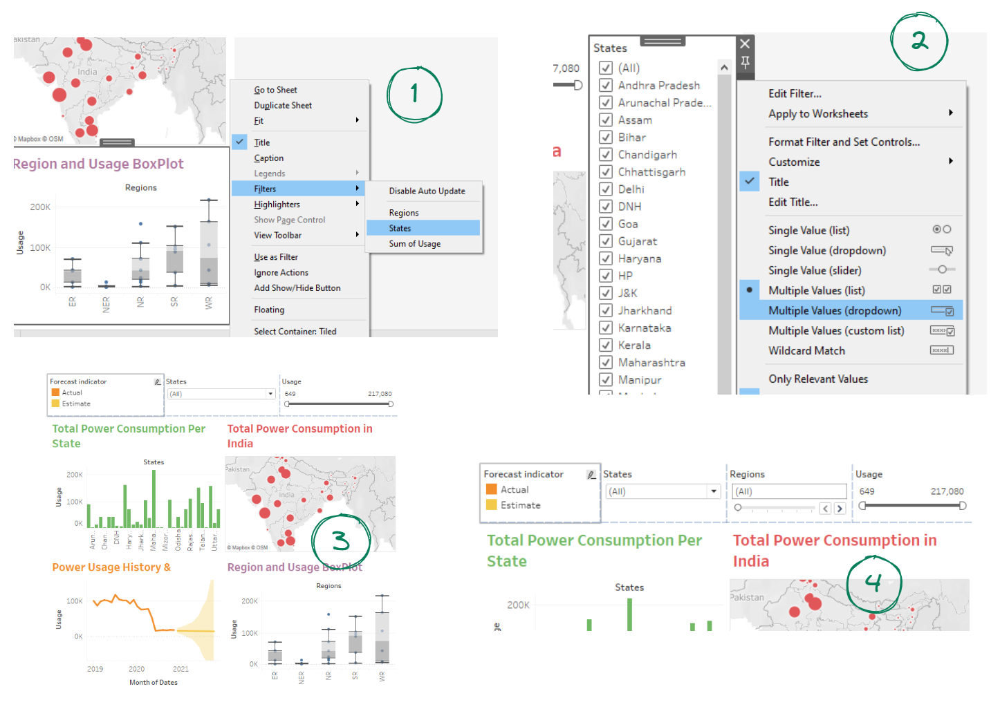 1
akistan
India
© Mapbox © OSM
Region and Usage BoxPlot
Regions
200K
100K
0K
Usage
ER
NER
NR
SR
WR
Go to Sheet
Duplicate Sheet
Fit
Title
Caption
Legends
Filters
Highlighters
Show Page Control
View Toolbar
Use as Filter
Ignore Actions
Add Show/Hide Button
Floating
Select Container: Tiled
Disable Auto Update
Regions
States
Sum of Usage
2
7,080
a
States
(All)
Andhra Pradesh
Arunachal Prade...
Assam
Bihar
Chandigarh
Chhattisgarh
Delhi
DNH
Goa
Gujarat
Haryana
HP
J&K
Jharkhand
Karnataka
Kerala
Maharashtra
Manipur
Edit Filter...
Apply to Worksheets
Format Filter and Set Controls...
Customize
Title
Edit Title...
Single Value (list)
Single Value (dropdown)
Single Value (slider)
Multiple Values (list)
Multiple Values (dropdown)
Multiple Values (custom list)
Wildcard Match
Only Relevant Values
Forecast indicator
Actual
Estimate
States
(All)
Usage
649 217,080
Total Power Consumption Per
State
States
200K
100K
0K
Usage
Arun..
Chan..
DNH
Hary..
Jhark..
Maha..
Mizor..
Odisha
Rajas..
Telan..
Uttar..
Total Power Consumption in
India
Pakistan
India
© Mapbox © OSM
3
Power Usage History &
100K
0K
Usage
2019 2020 2021
Month of Dates
Region and Usage BoxPlot
Regions
200K
100K
0K
Usage
ER
NER
NR
SR
WR
Forecast indicator
Actual
Estimate
States
(All)
Regions
(All)
Usage
649 217,080
Total Power Consumption Per
State
States
200K
ge
Total Power Consumption in
India
4
Pakistan